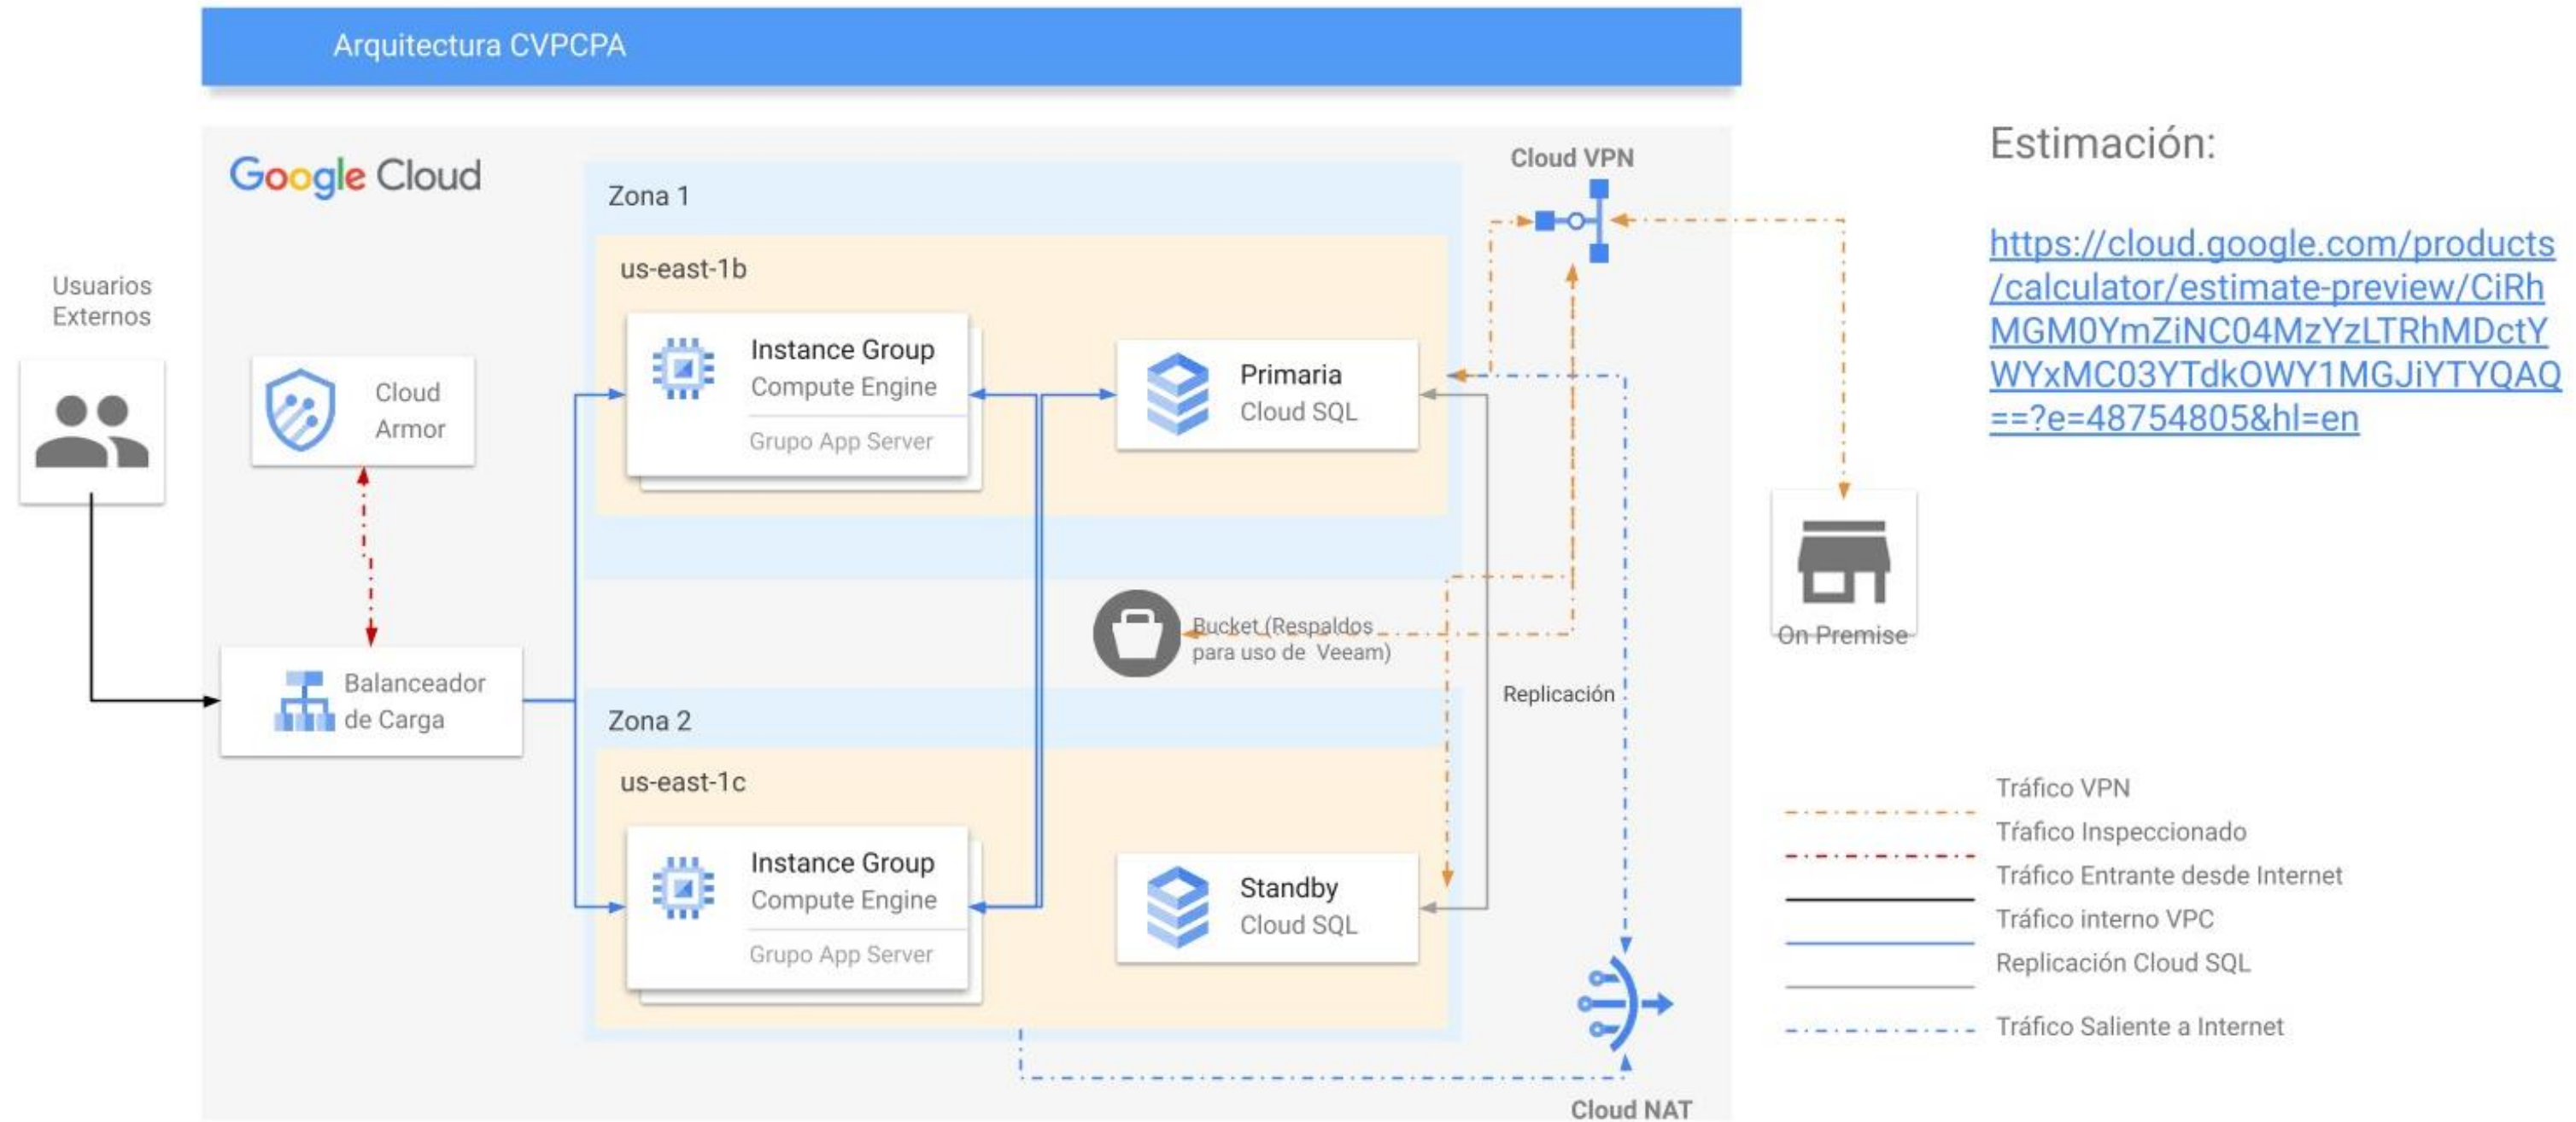 Arquitectura CVPCPA
Google Cloud
Usuarios
Externos
Cloud
Armor
Balanceador
de Carga
Zona 1
us-east-1b
Instance Group
Compute Engine
Grupo App Server
Primaria
Cloud SQL
Cloud VPN
Bucket (Respaldos
para uso de Veeam)
Replicación
On Premise
Zona 2
us-east-1c
Instance Group
Compute Engine
Grupo App Server
Standby
Cloud SQL
Cloud NAT
Estimación:
https://cloud.google.com/products
/calculator/estimate-preview/CiRh
MGM0YmZiNC04MzYzLTRhMDctY
WYxMC03YTdkOWY1MGJiYTYQAQ
==?e=48754805&hl=en
Tráfico VPN
Tŕafico Inspeccionado
Tráfico Entrante desde Internet
Tráfico interno VPC
Replicación Cloud SQL
Tráfico Saliente a Internet